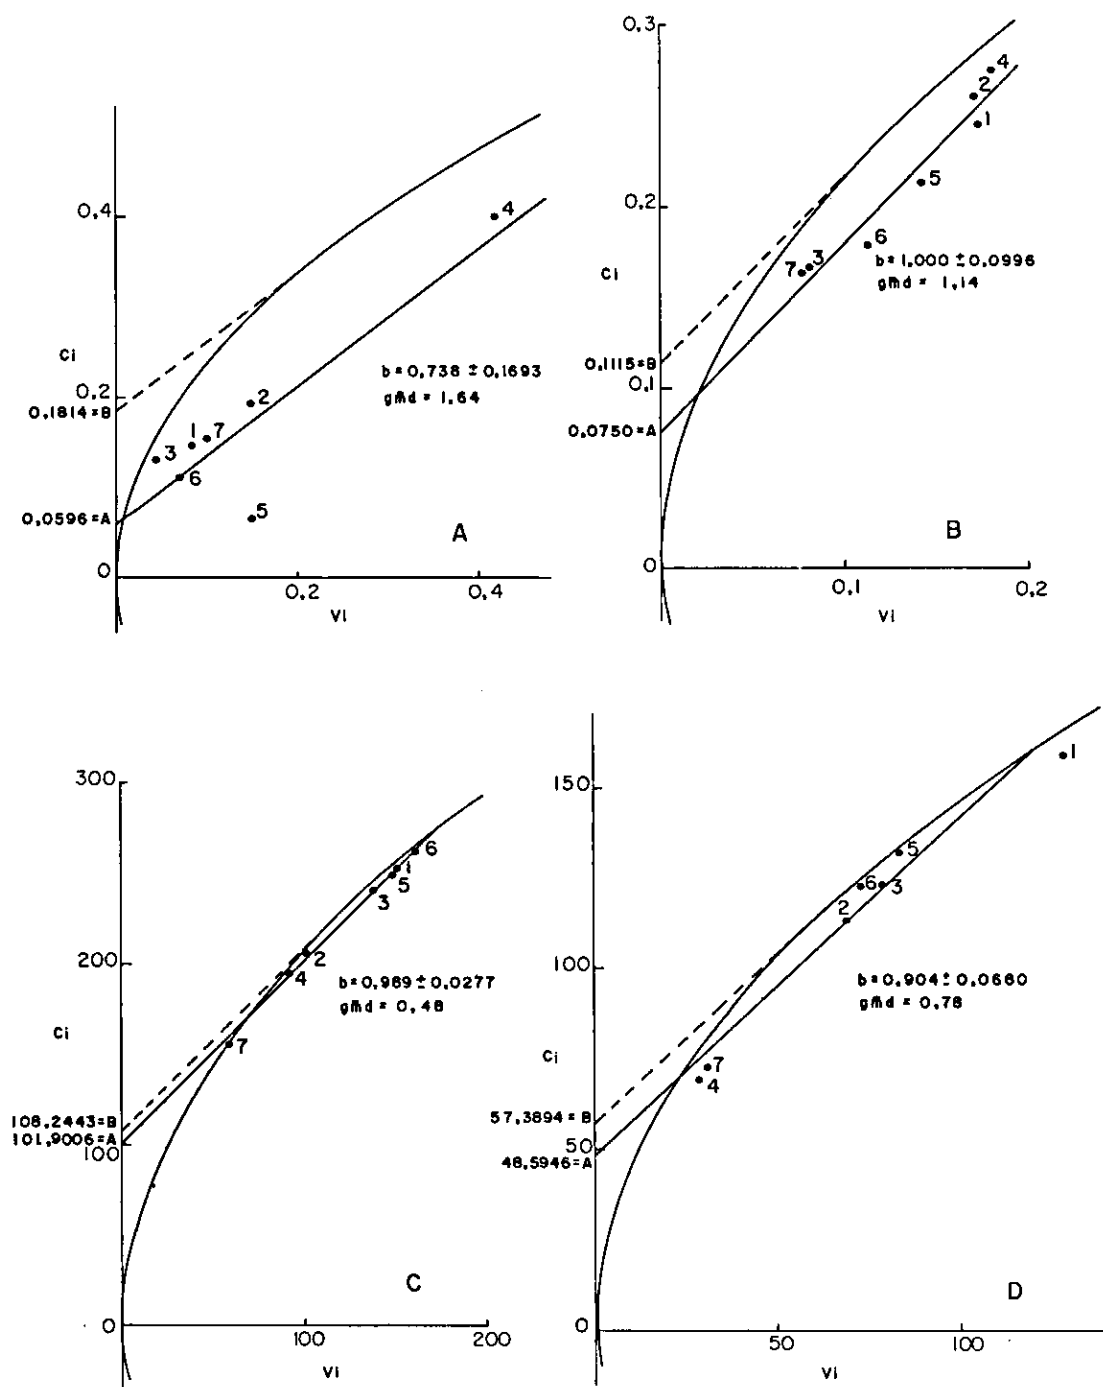 0,4
Ci
0,2
0,1814=B
0,0596=A
0
0,2
0,4
Vi
b=0,738 ± 0,1693
gmd = 1,64
1
2
3
4
5
6
7
A
0,3
Ci
0,2
0,1115=B
0,1
0,0750=A
0
0,1
0,2
Vi
b=1,000 ± 0,0996
gmd = 1,14
1
2
3
4
5
6
7
B
300
200
Ci
108,2443=B
101,9006=A
100
0
100
200
Vi
b=0,989 ± 0,0277
gmd = 0,48
1
2
3
4
5
6
7
C
150
100
Ci
57,3894=B
50
48,5946=A
0
50
100
Vi
b=0,904 ± 0,0680
gmd = 0,78
1
2
3
4
5
6
7
D